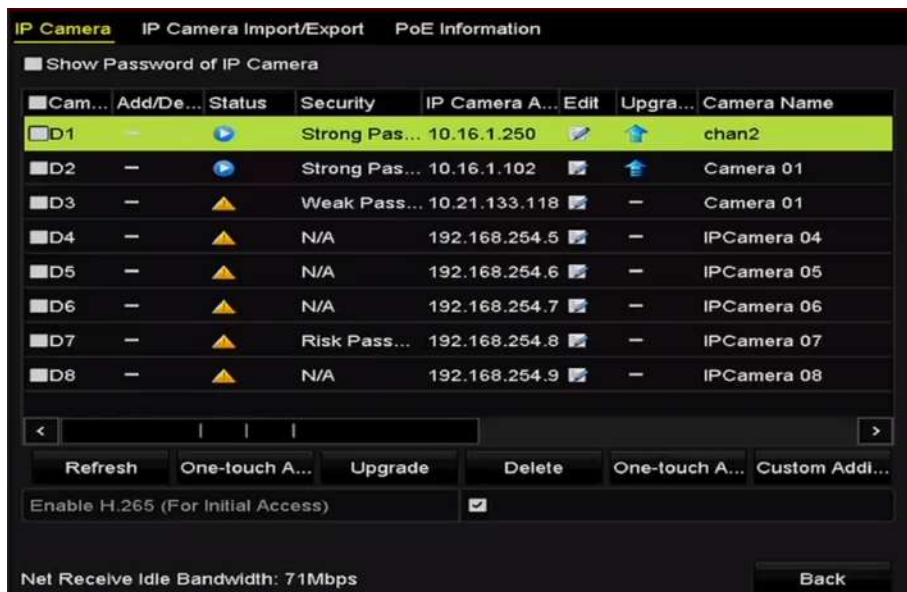 IP Camera IP Camera Import/Export PoE Information
Show Password of IP Camera
Cam... Add/De... Status Security IP Camera A... Edit Upgra... Camera Name
D1 – Strong Pas... 10.16.1.250 chan2
D2 – Strong Pas... 10.16.1.102 Camera 01
D3 – Weak Pass... 10.21.133.118 – Camera 01
D4 – N/A 192.168.254.5 – IPCamera 04
D5 – N/A 192.168.254.6 – IPCamera 05
D6 – N/A 192.168.254.7 – IPCamera 06
D7 – Risk Pass... 192.168.254.8 – IPCamera 07
D8 – N/A 192.168.254.9 – IPCamera 08
< >
Refresh One-touch A... Upgrade Delete One-touch A... Custom Addi...
Enable H.265 (For Initial Access)
Net Receive Idle Bandwidth: 71Mbps Back